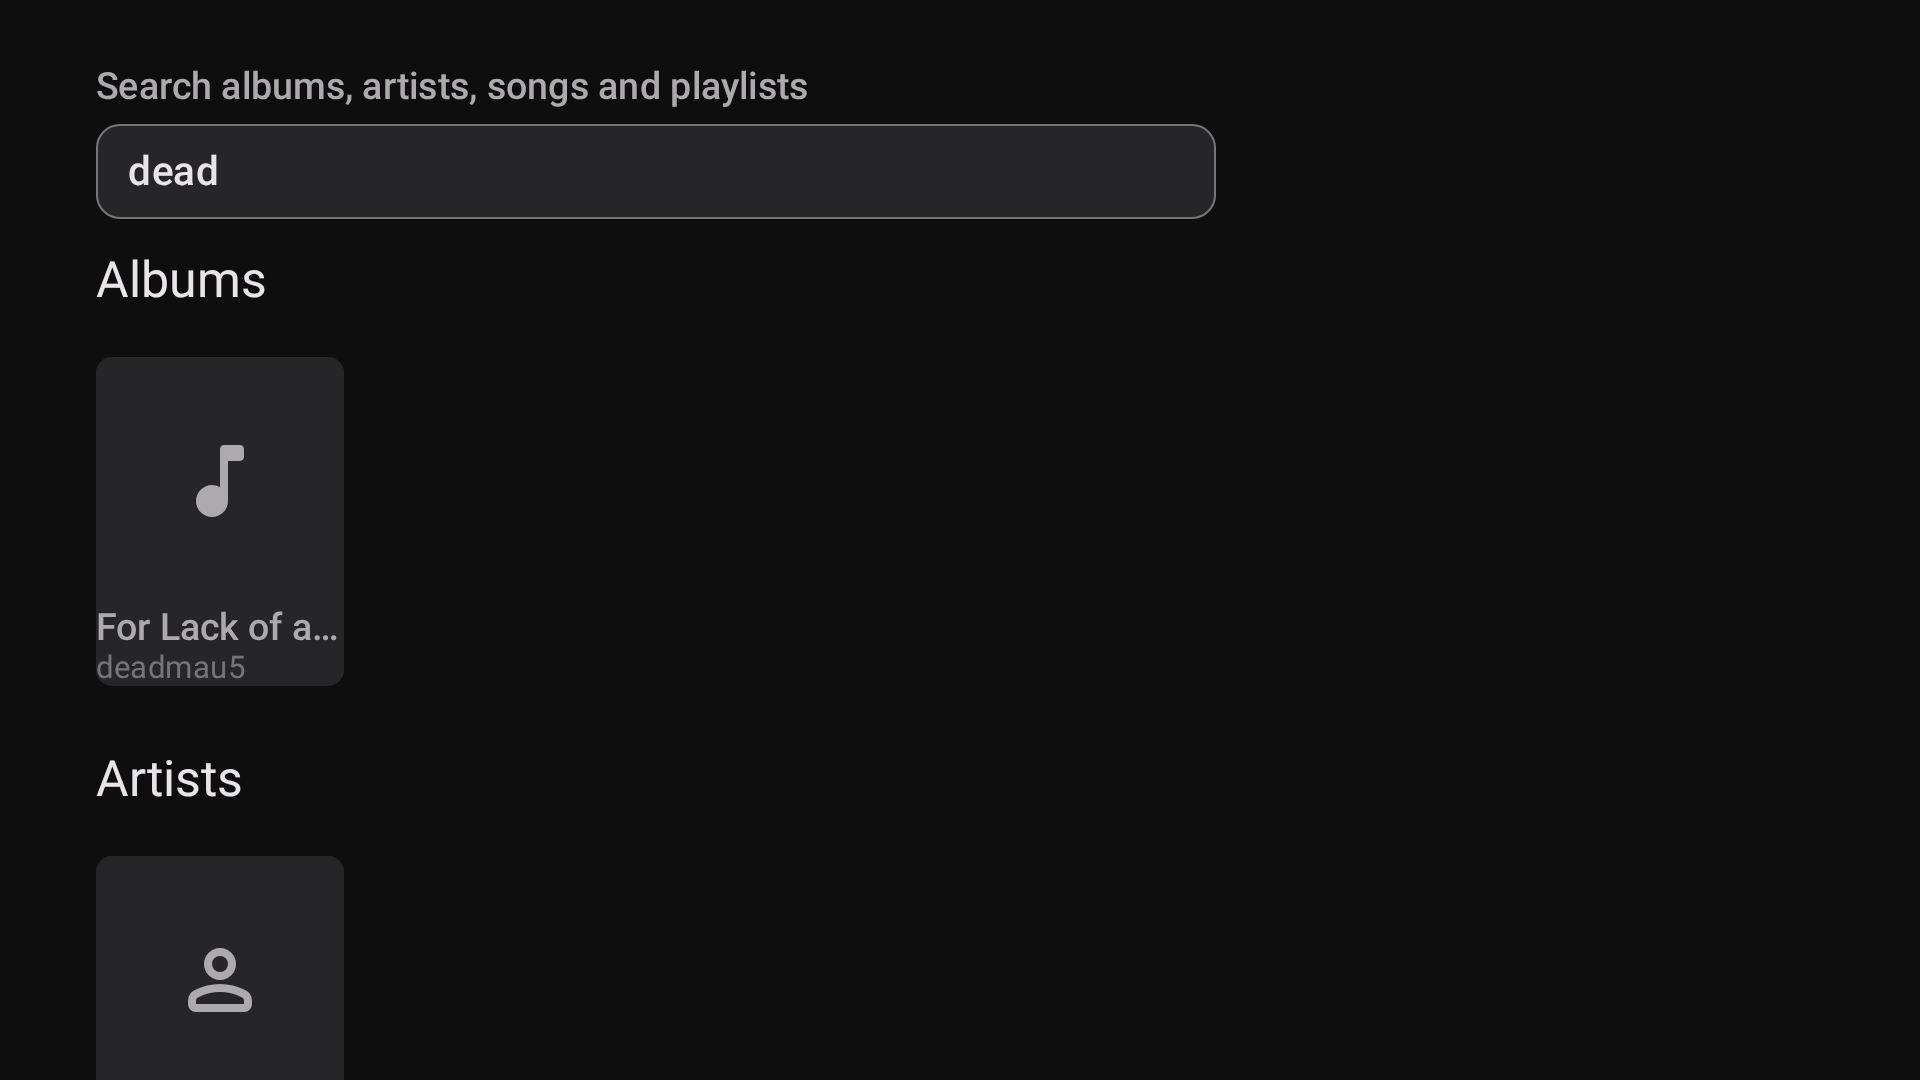 Search albums, artists, songs and playlists
dead
Albums
For Lack of a…
deadmau5
Artists